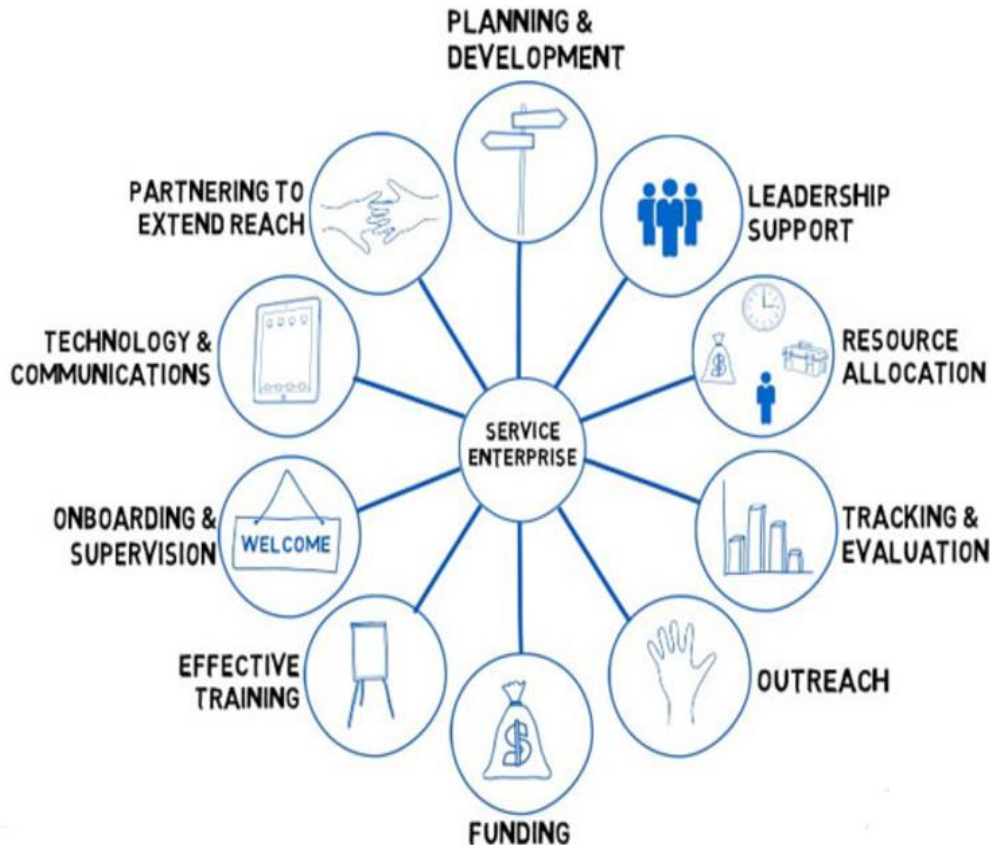 PLANNING &
DEVELOPMENT
LEADERSHIP
SUPPORT
RESOURCE
ALLOCATION
TRACKING &
EVALUATION
OUTREACH
FUNDING
EFFECTIVE
TRAINING
ONBOARDING &
SUPERVISION
WELCOME
TECHNOLOGY &
COMMUNICATIONS
PARTNERING TO
EXTEND REACH
SERVICE
ENTERPRISE
$
$